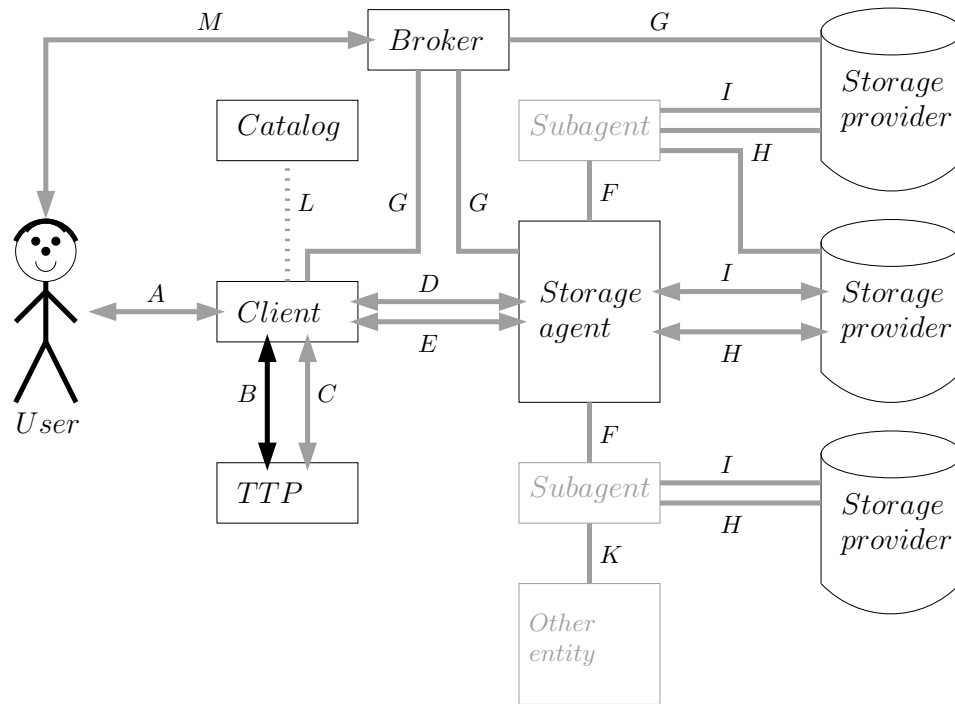 M
Broker
G
Catalog
Subagent
I
Storage
provider
H
L
G
G
F
A
Client
D
E
Storage
agent
I
H
Storage
provider
B
C
User
TTP
F
Subagent
I
H
Storage
provider
K
Other
entity